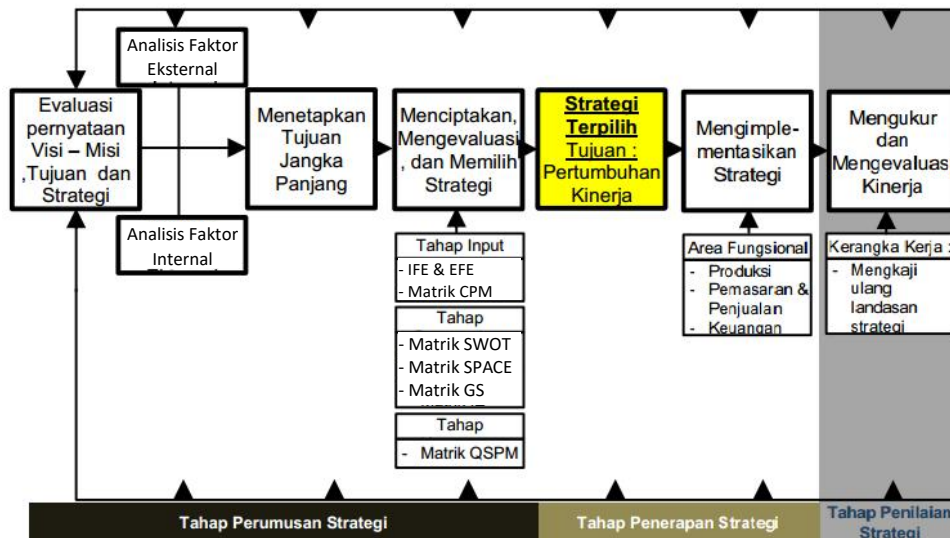 Analisis Faktor
Eksternal
Evaluasi
pernyataan
Visi – Misi
,Tujuan dan
Strategi
Analisis Faktor
Internal
Menetapkan
Tujuan
Jangka
Panjang
Menciptakan,
Mengevaluasi
, dan Memilih
Strategi
Strategi
Terpilih
Tujuan :
Pertumbuhan
Kinerja
Mengimple-
mentasikan
Strategi
Mengukur
dan
Mengevaluas
Kinerja
Tahap Input
- IFE & EFE
- Matrik CPM
Tahap
- Matrik SWOT
- Matrik SPACE
- Matrik GS
Tahap
- Matrik QSPM
Area Fungsional
- Produksi
- Pemasaran &
Penjualan
- Keuangan
Kerangka Kerja :
- Mengkaji
ulang
landasan
strategi
Tahap Perumusan Strategi
Tahap Penerapan Strategi
Tahap Penilaian
Strategi